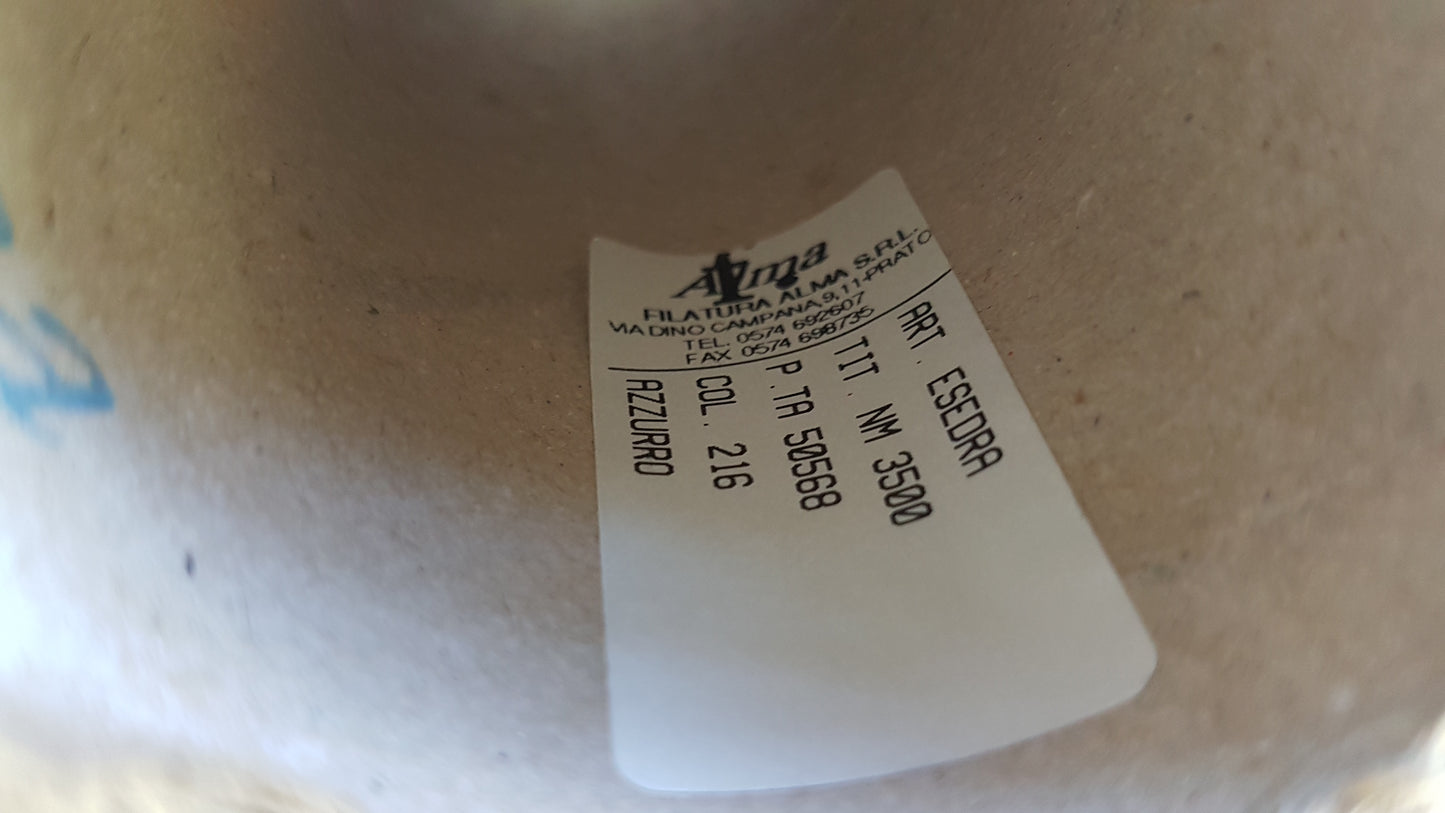 Alma
FILATURA ALMA S.R.L.
VIA DINO CAMPANA, 9, 11-PRATO
TEL. 0574 692607
FAX 0574 698735
ART. ESEDRA
TIT. NM 3500
P.TA 50568
COL. 216
AZZURRO